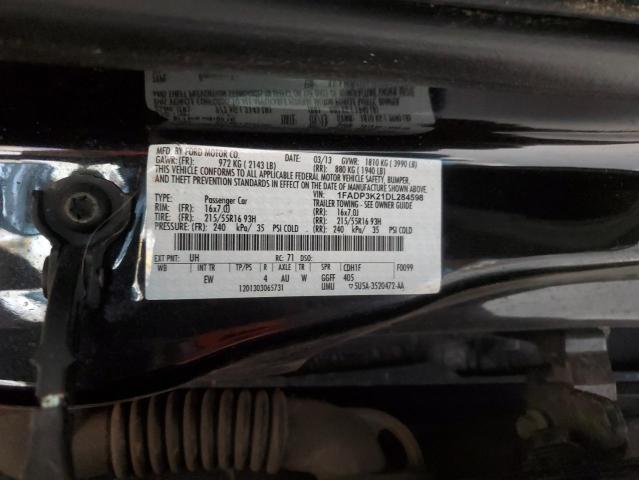 MFD. BY FORD MOTOR CO.
DATE: 03/13 GVWR: 1810 KG ( 3990 LB)
GAWR: (FR): 972 KG ( 2143 LB) (RR): 880 KG ( 1940 LB)
THIS VEHICLE CONFORMS TO ALL APPLICABLE FEDERAL MOTOR VEHICLE SAFETY, BUMPER,
AND THEFT PREVENTION STANDARDS IN EFFECT ON THE DATE OF MANUFACTURE SHOWN ABOVE.
VIN: 1FADP3K21DL284598
TYPE: Passenger Car TRAILER TOWING - SEE OWNER GUIDE
RIM: (FR): 16x7.0J (RR): 16x7.0J
TIRES: (FR): 215/55R16 93H (RR): 215/55R16 93H
PRESSURE: (FR): 240 kPa/ 35 PSI COLD (RR): 240 kPa/ 35 PSI COLD
EXT PNT: UH RC: 71 DSO:
WB INT TR TP/PS R AXLE TR SPR CDH1F F0099
EW 4 AU W GGFF 405
1201303065731 UMU ▽5U5A-3520472-AA